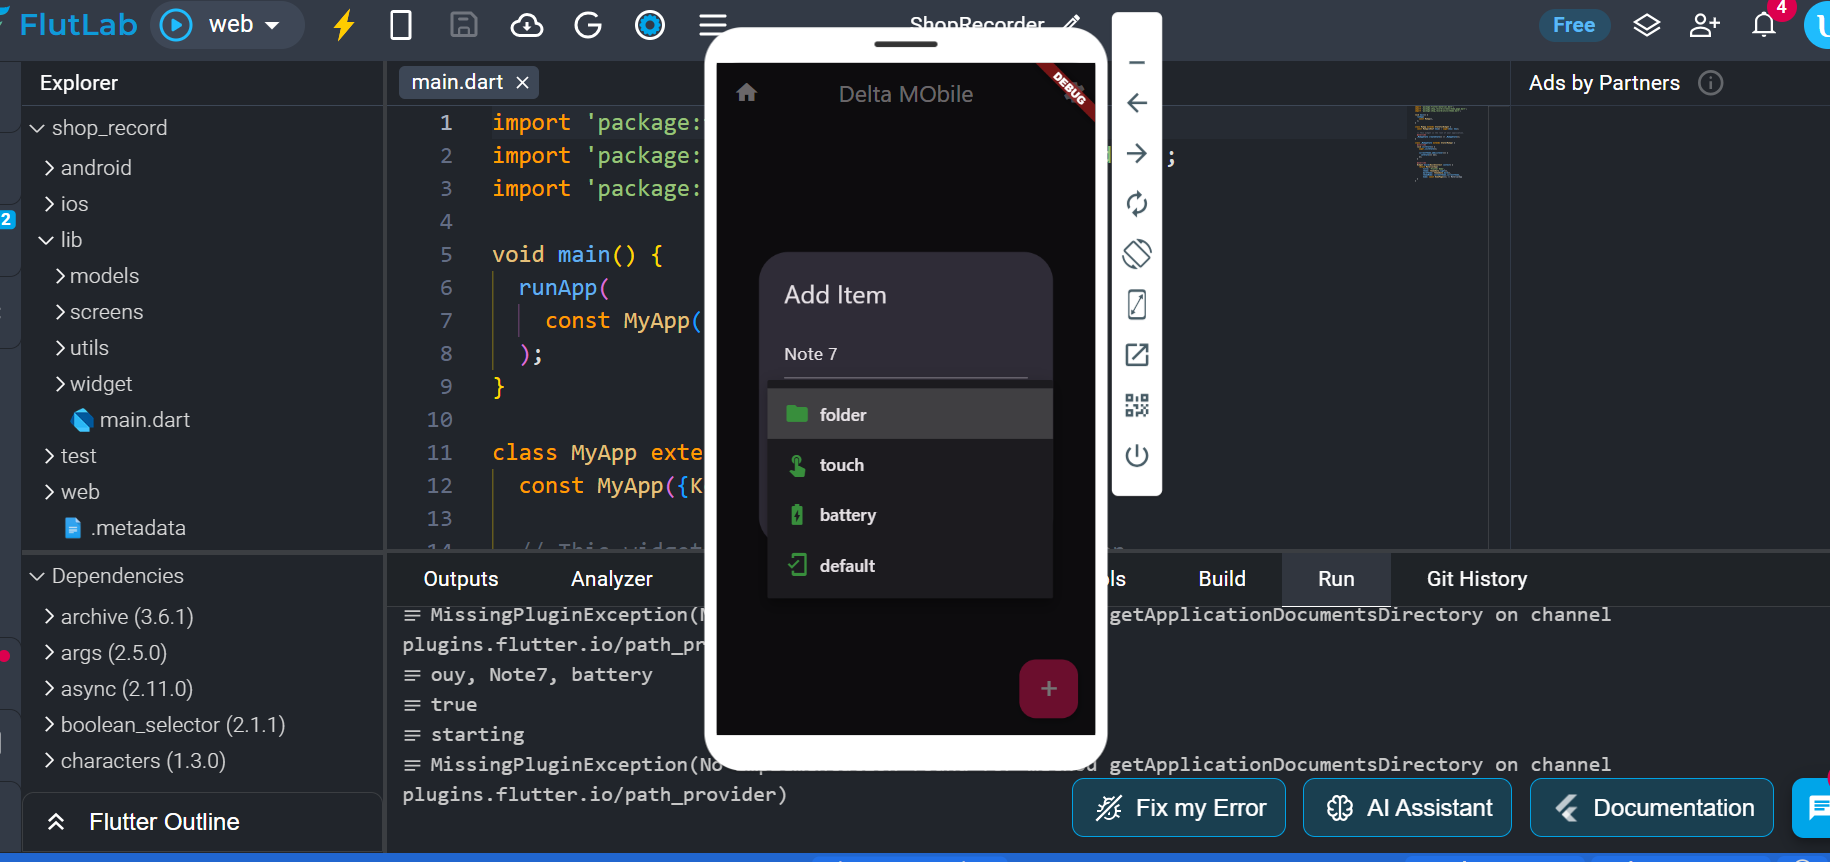 FlutLab
web
ShopRecorder
Free
4
Explorer
main.dart
Ads by Partners
shop_record
android
ios
lib
models
screens
utils
widget
main.dart
test
web
.metadata
2
Dependencies
archive (3.6.1)
args (2.5.0)
async (2.11.0)
boolean_selector (2.1.1)
characters (1.3.0)
Flutter Outline
1 import 'package:
2 import 'package: ;
3 import 'package:
4
5 void main() {
6 runApp(
7 const MyApp(
8 );
9 }
10
11 class MyApp exte
12 const MyApp({K
13
14 // This widget
Delta MObile
DEBUG
Add Item
Note 7
folder
touch
battery
default
+
Outputs
Analyzer
ls
Build
Run
Git History
MissingPluginException( getApplicationDocumentsDirectory on channel
plugins.flutter.io/path_pr
ouy, Note7, battery
true
starting
MissingPluginException(No getApplicationDocumentsDirectory on channel
plugins.flutter.io/path_provider)
Fix my Error
AI Assistant
Documentation